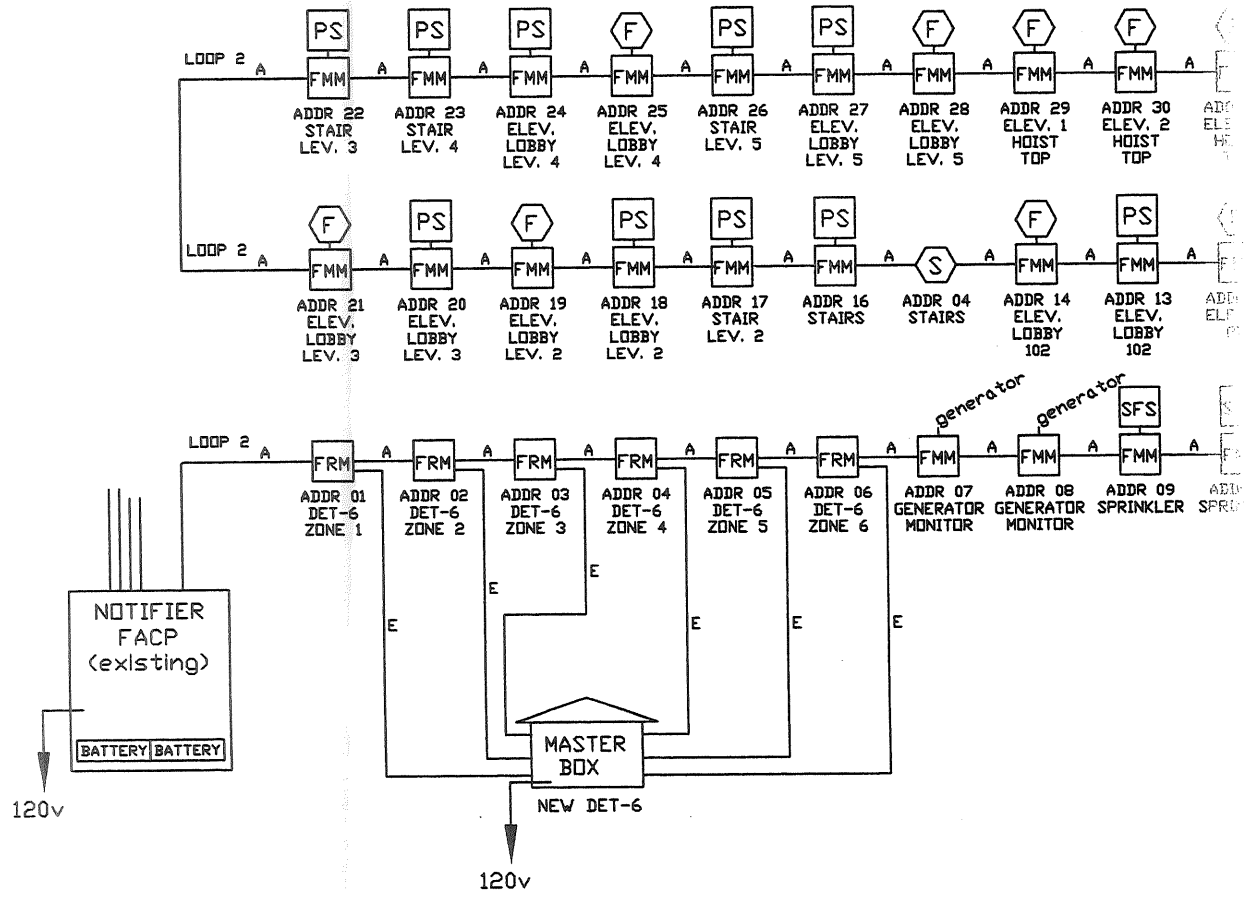 PS PS PS F PS PS F F F
LOOP 2 A FMM A FMM A FMM A FMM A FMM A FMM A FMM A FMM A FMM A
ADDR 22 ADDR 23 ADDR 24 ADDR 25 ADDR 26 ADDR 27 ADDR 28 ADDR 29 ADDR 30
STAIR STAIR ELEV. ELEV. STAIR ELEV. ELEV. ELEV. 1 ELEV. 2
LEV. 3 LEV. 4 LOBBY LOBBY LEV. 5 LOBBY LOBBY HOIST HOIST
LEV. 4 LEV. 4 LEV. 5 LEV. 5 TOP TOP
F PS F PS PS PS F PS
LOOP 2 A FMM A FMM A FMM A FMM A FMM A FMM A S A FMM A FMM A
ADDR 21 ADDR 20 ADDR 19 ADDR 18 ADDR 17 ADDR 16 ADDR 04 ADDR 14 ADDR 13
ELEV. ELEV. ELEV. ELEV. STAIR STAIRS STAIRS ELEV. ELEV.
LOBBY LOBBY LOBBY LOBBY LEV. 2 LOBBY LOBBY
LEV. 3 LEV. 3 LEV. 2 LEV. 2 102 102
generator generator SFS
LOOP 2 A FRM A FRM A FRM A FRM A FRM A FRM A FMM A FMM A FMM A
ADDR 01 ADDR 02 ADDR 03 ADDR 04 ADDR 05 ADDR 06 ADDR 07 ADDR 08 ADDR 09
DET-6 DET-6 DET-6 DET-6 DET-6 DET-6 GENERATOR GENERATOR SPRINKLER
ZONE 1 ZONE 2 ZONE 3 ZONE 4 ZONE 5 ZONE 6 MONITOR MONITOR
E E E E E E
NOTIFIER
FACP
(existing)
BATTERY BATTERY
120v
MASTER
BOX
NEW DET-6
120v